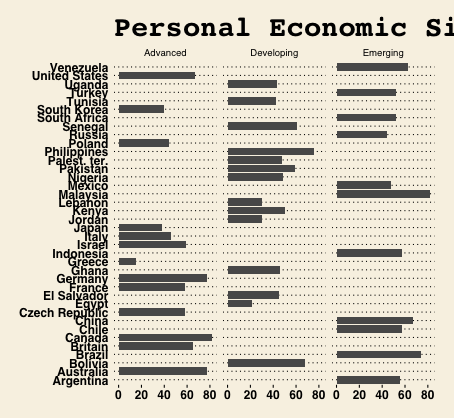 Personal Economic Si
Advanced Developing Emerging
Venezuela
United States
Uganda
Turkey
Tunisia
South Korea
South Africa
Senegal
Russia
Poland
Philippines
Palest. ter.
Pakistan
Nigeria
Mexico
Malaysia
Lebanon
Kenya
Jordan
Japan
Italy
Israel
Indonesia
Greece
Ghana
Germany
France
El Salvador
Egypt
Czech Republic
China
Chile
Canada
Britain
Brazil
Bolivia
Australia
Argentina
0 20 40 60 80 0 20 40 60 80 0 20 40 60 80